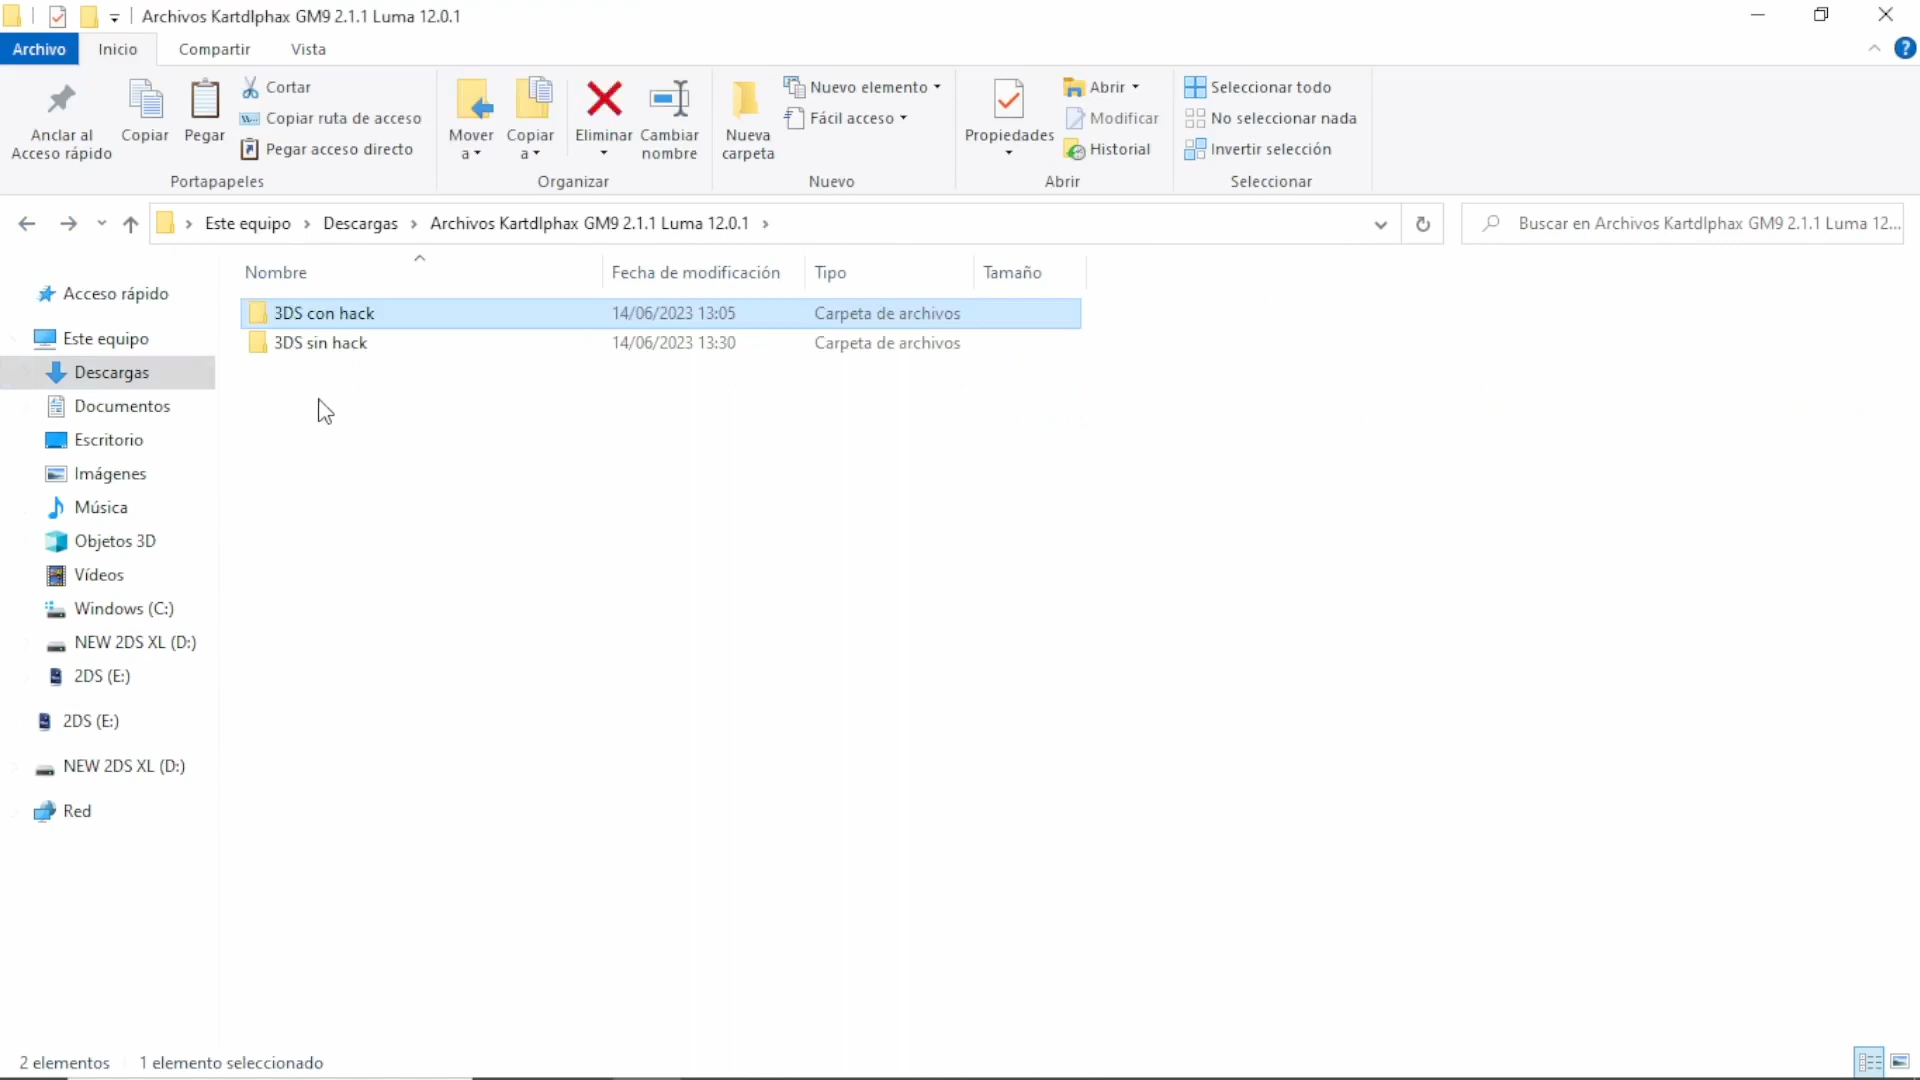 Archivos Kartdlphax GM9 2.1.1 Luma 12.0.1
Archivo Inicio Compartir Vista
Anclar al
Acceso rápido
Copiar
Pegar
Cortar
Copiar ruta de acceso
Pegar acceso directo
Portapapeles
Mover
a
Copiar
a
Eliminar
Cambiar
nombre
Organizar
Nueva
carpeta
Nuevo elemento
Fácil acceso
Nuevo
Propiedades
Abrir
Modificar
Historial
Abrir
Seleccionar todo
No seleccionar nada
Invertir selección
Seleccionar
Este equipo > Descargas > Archivos Kartdlphax GM9 2.1.1 Luma 12.0.1 >
Buscar en Archivos Kartdlphax GM9 2.1.1 Luma 12...
Nombre Fecha de modificación Tipo Tamaño
3DS con hack 14/06/2023 13:05 Carpeta de archivos
3DS sin hack 14/06/2023 13:30 Carpeta de archivos
Acceso rápido
Este equipo
Descargas
Documentos
Escritorio
Imágenes
Música
Objetos 3D
Vídeos
Windows (C:)
NEW 2DS XL (D:)
2DS (E:)
2DS (E:)
NEW 2DS XL (D:)
Red
2 elementos 1 elemento seleccionado